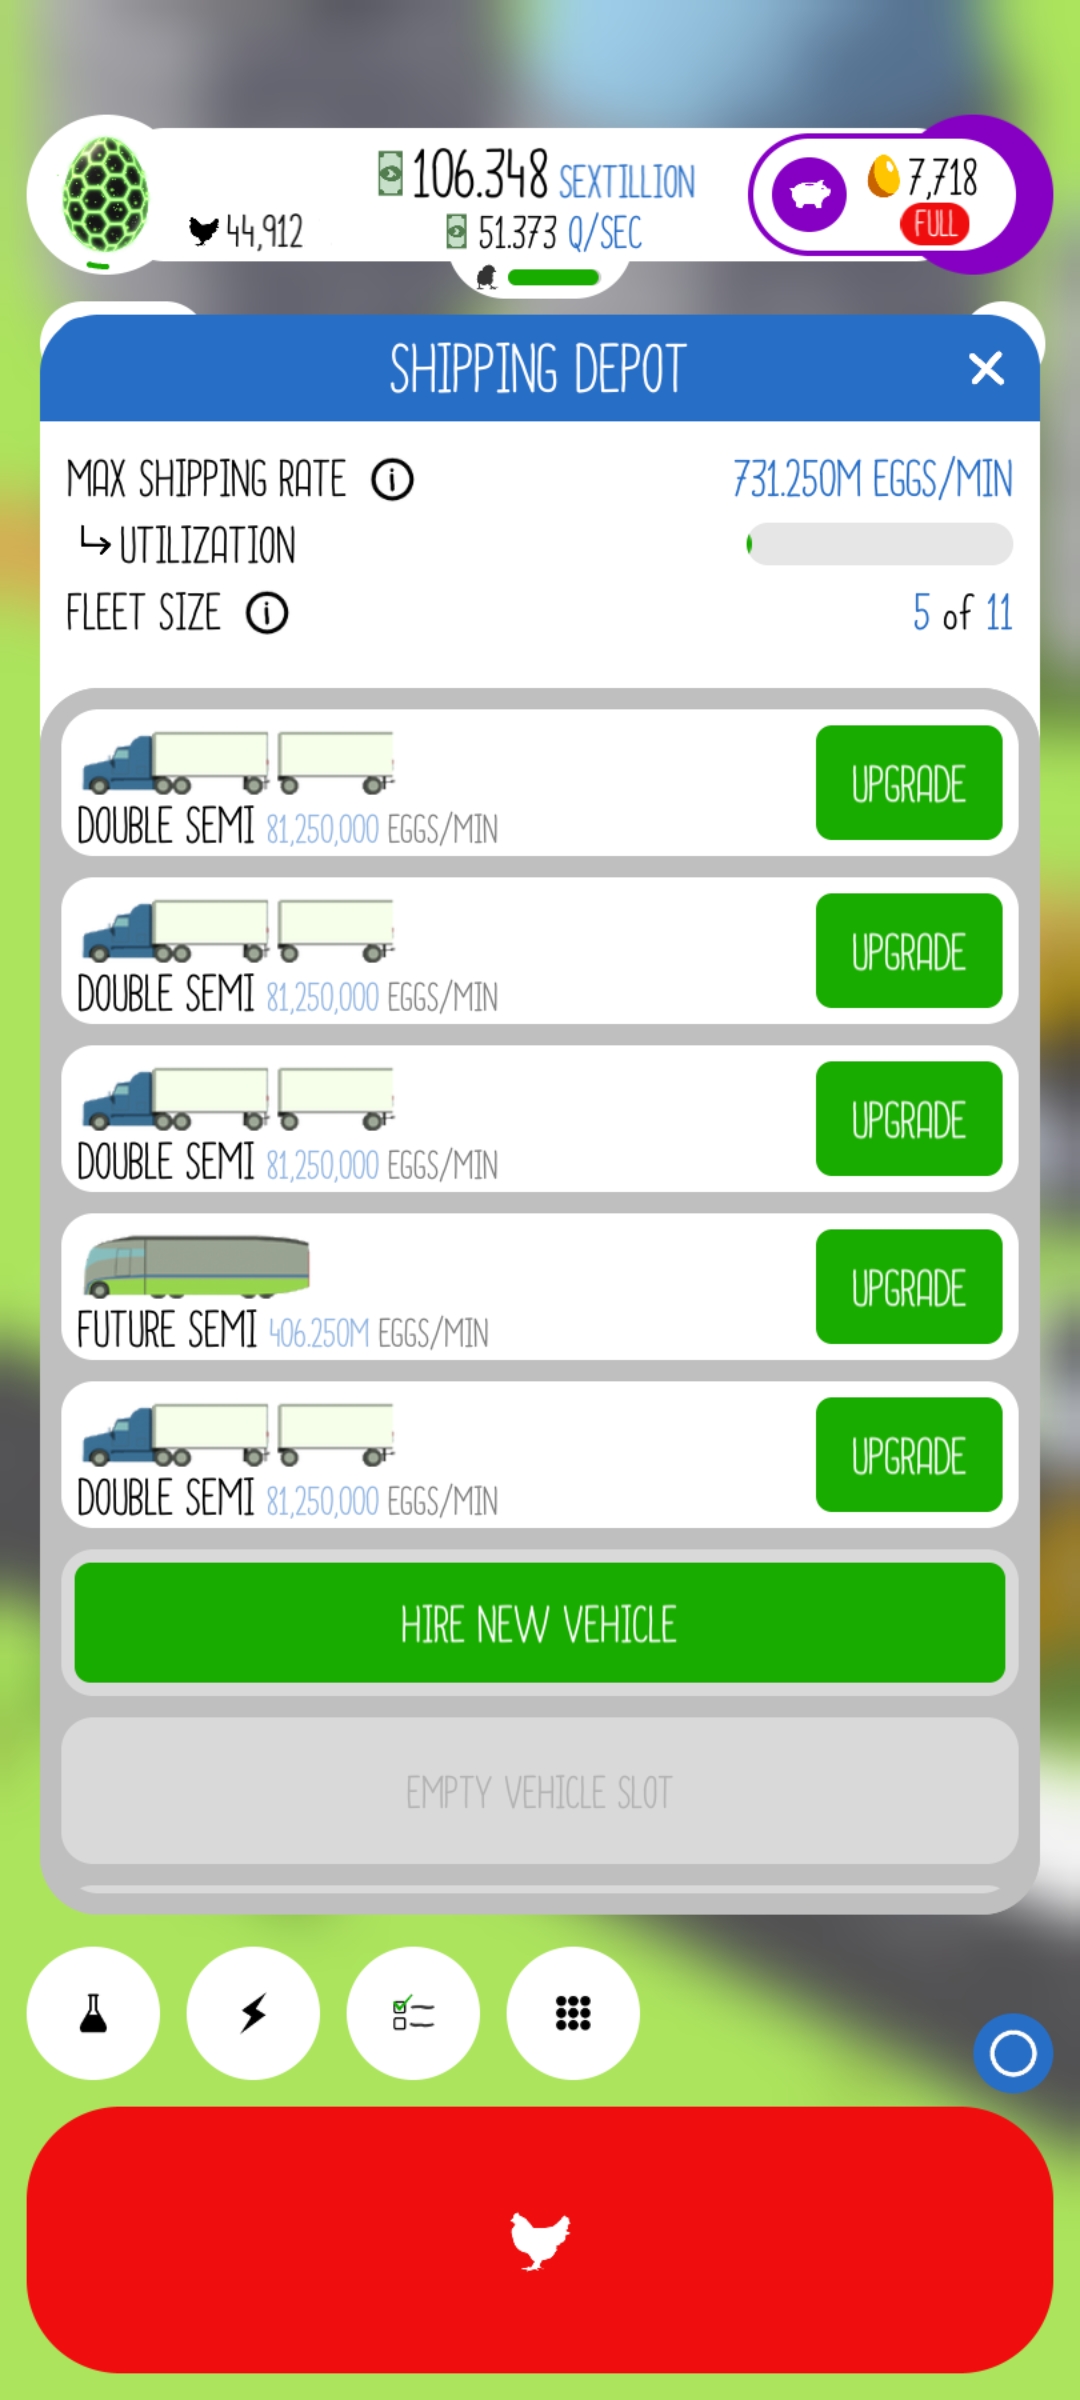 106.348 SEXTILLION
44,912
51.373 Q/SEC
7,718
FULL
SHIPPING DEPOT
MAX SHIPPING RATE 731.250M EGGS/MIN
UTILIZATION
FLEET SIZE 5 of 11
DOUBLE SEMI 81,250,000 EGGS/MIN
UPGRADE
DOUBLE SEMI 81,250,000 EGGS/MIN
UPGRADE
DOUBLE SEMI 81,250,000 EGGS/MIN
UPGRADE
FUTURE SEMI 406.250M EGGS/MIN
UPGRADE
DOUBLE SEMI 81,250,000 EGGS/MIN
UPGRADE
HIRE NEW VEHICLE
EMPTY VEHICLE SLOT